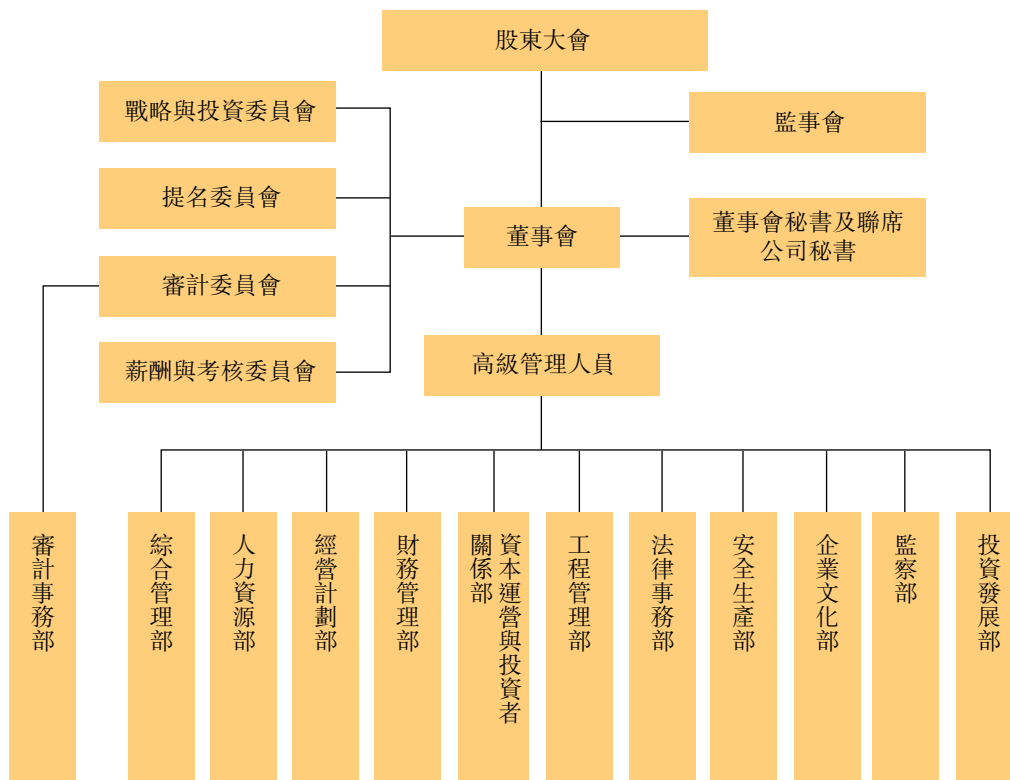 股東大會
戰略與投資委員會
監事會
提名委員會
董事會
董事會秘書及聯席
公司秘書
審計委員會
高級管理人員
薪酬與考核委員會
審計事務部
綜合管理部
人力資源部
經營計劃部
財務管理部
資本運營與投資者
關係部
工程管理部
法律事務部
安全生產部
企業文化部
監察部
投資發展部